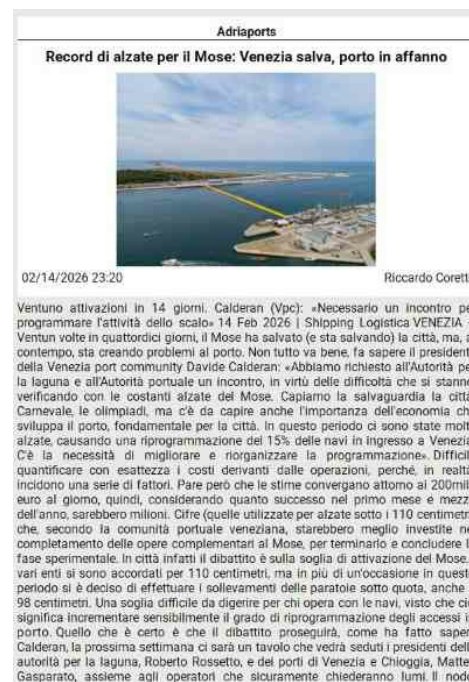 Adriaports
Record di alzate per il Mose: Venezia salva, porto in affanno
02/14/2026 23:20 Riccardo Corett
Ventuno attivazioni in 14 giorni. Calderan (Vpc): «Necessario un incontro pe
programmare l'attività dello scalo» 14 Feb 2026 | Shipping Logistica VENEZIA -
Ventun volte in quattordici giorni, il Mose ha salvato (e sta salvando) la città, ma, a
contempo, sta creando problemi al porto. Non tutto va bene, fa sapere il president
della Venezia port community Davide Calderan: «Abbiamo richiesto all'Autorità pe
la laguna e all'Autorità portuale un incontro, in virtù delle difficoltà che si stann
verificando con le costanti alzate del Mose. Capiamo la salvaguardia la città
Carnevale, le olimpiadi, ma c'è da capire anche l'importanza dell'economia che
sviluppa il porto, fondamentale per la città. In questo periodo ci sono state molt
alzate, causando una riprogrammazione del 15% delle navi in ingresso a Venezia
C'è la necessità di migliorare e riorganizzare la programmazione». Difficil
quantificare con esattezza i costi derivanti dalle operazioni, perché, in realtà
incidono una serie di fattori. Pare però che le stime convergano attorno ai 200mil
euro al giorno, quindi, considerando quanto successo nel primo mese e mezz
dell'anno, sarebbero milioni. Cifre (quelle utilizzate per alzate sotto i 110 centimetr
che, secondo la comunità portuale veneziana, starebbero meglio investite ne
completamento delle opere complementari al Mose, per terminarlo e concludere l
fase sperimentale. In città infatti il dibattito è sulla soglia di attivazione del Mose.
vari enti si sono accordati per 110 centimetri, ma in più di un'occasione in quest
periodo si è deciso di effettuare i sollevamenti delle paratoie sotto quota, anche
98 centimetri. Una soglia difficile da digerire per chi opera con le navi, visto che ci
significa incrementare sensibilmente il grado di riprogrammazione degli accessi i
porto. Quello che è certo è che il dibattito proseguirà, come ha fatto saper
Calderan, la prossima settimana ci sarà un tavolo che vedrà seduti i presidenti dell
autorità per la laguna, Roberto Rossetto, e dei porti di Venezia e Chioggia, Matte
Gasparato, assieme agli operatori che sicuramente chiederanno lumi. Il nod